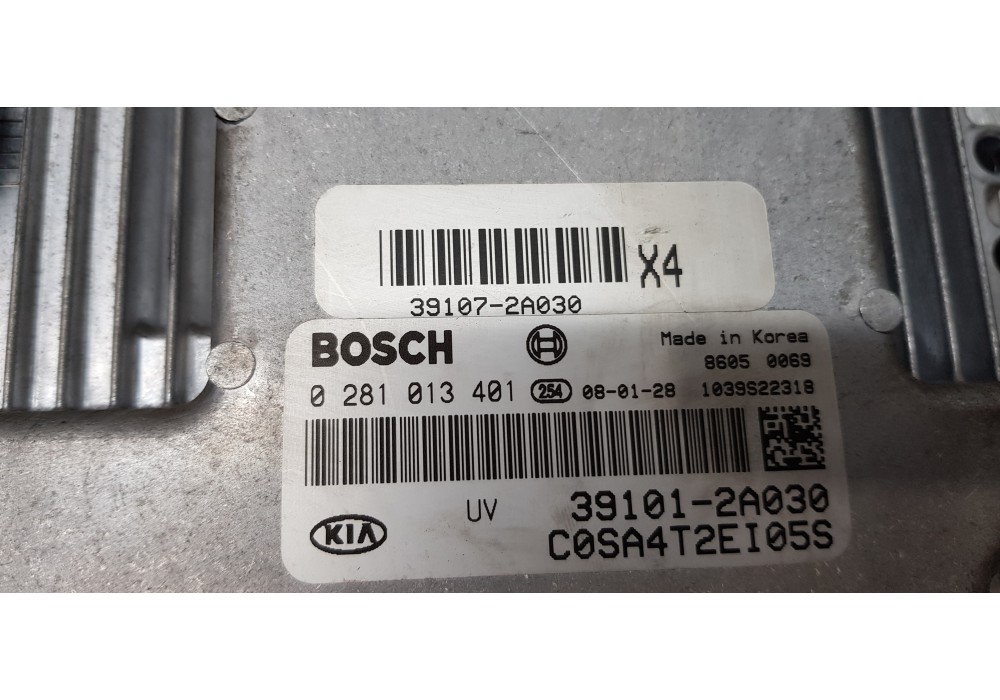 X4
39107-2A030
BOSCH Made in Korea
8605 0069
0 281 013 401 254 08-01-28 1039S22318
UV 39101-2A030
KIA C0SA4T2EI05S